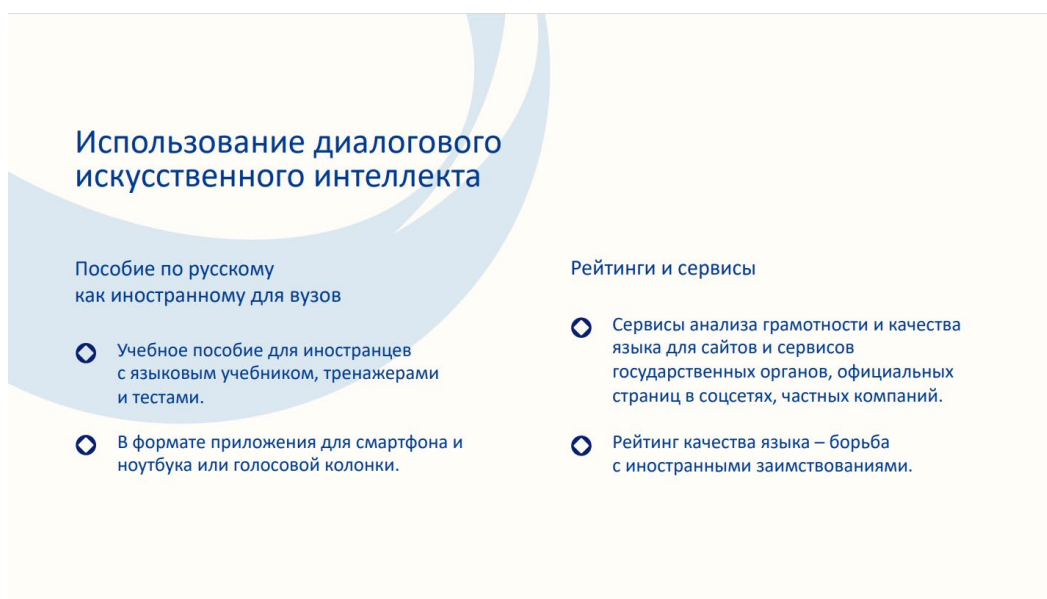 Использование диалогового
искусственного интеллекта
Пособие по русскому
как иностранному для вузов
Учебное пособие для иностранцев
с языковым учебником, тренажерами
и тестами.
В формате приложения для смартфона и
ноутбука или голосовой колонки.
Рейтинги и сервисы
Сервисы анализа грамотности и качества
языка для сайтов и сервисов
государственных органов, официальных
страниц в соцсетях, частных компаний.
Рейтинг качества языка – борьба
с иностранными заимствованиями.